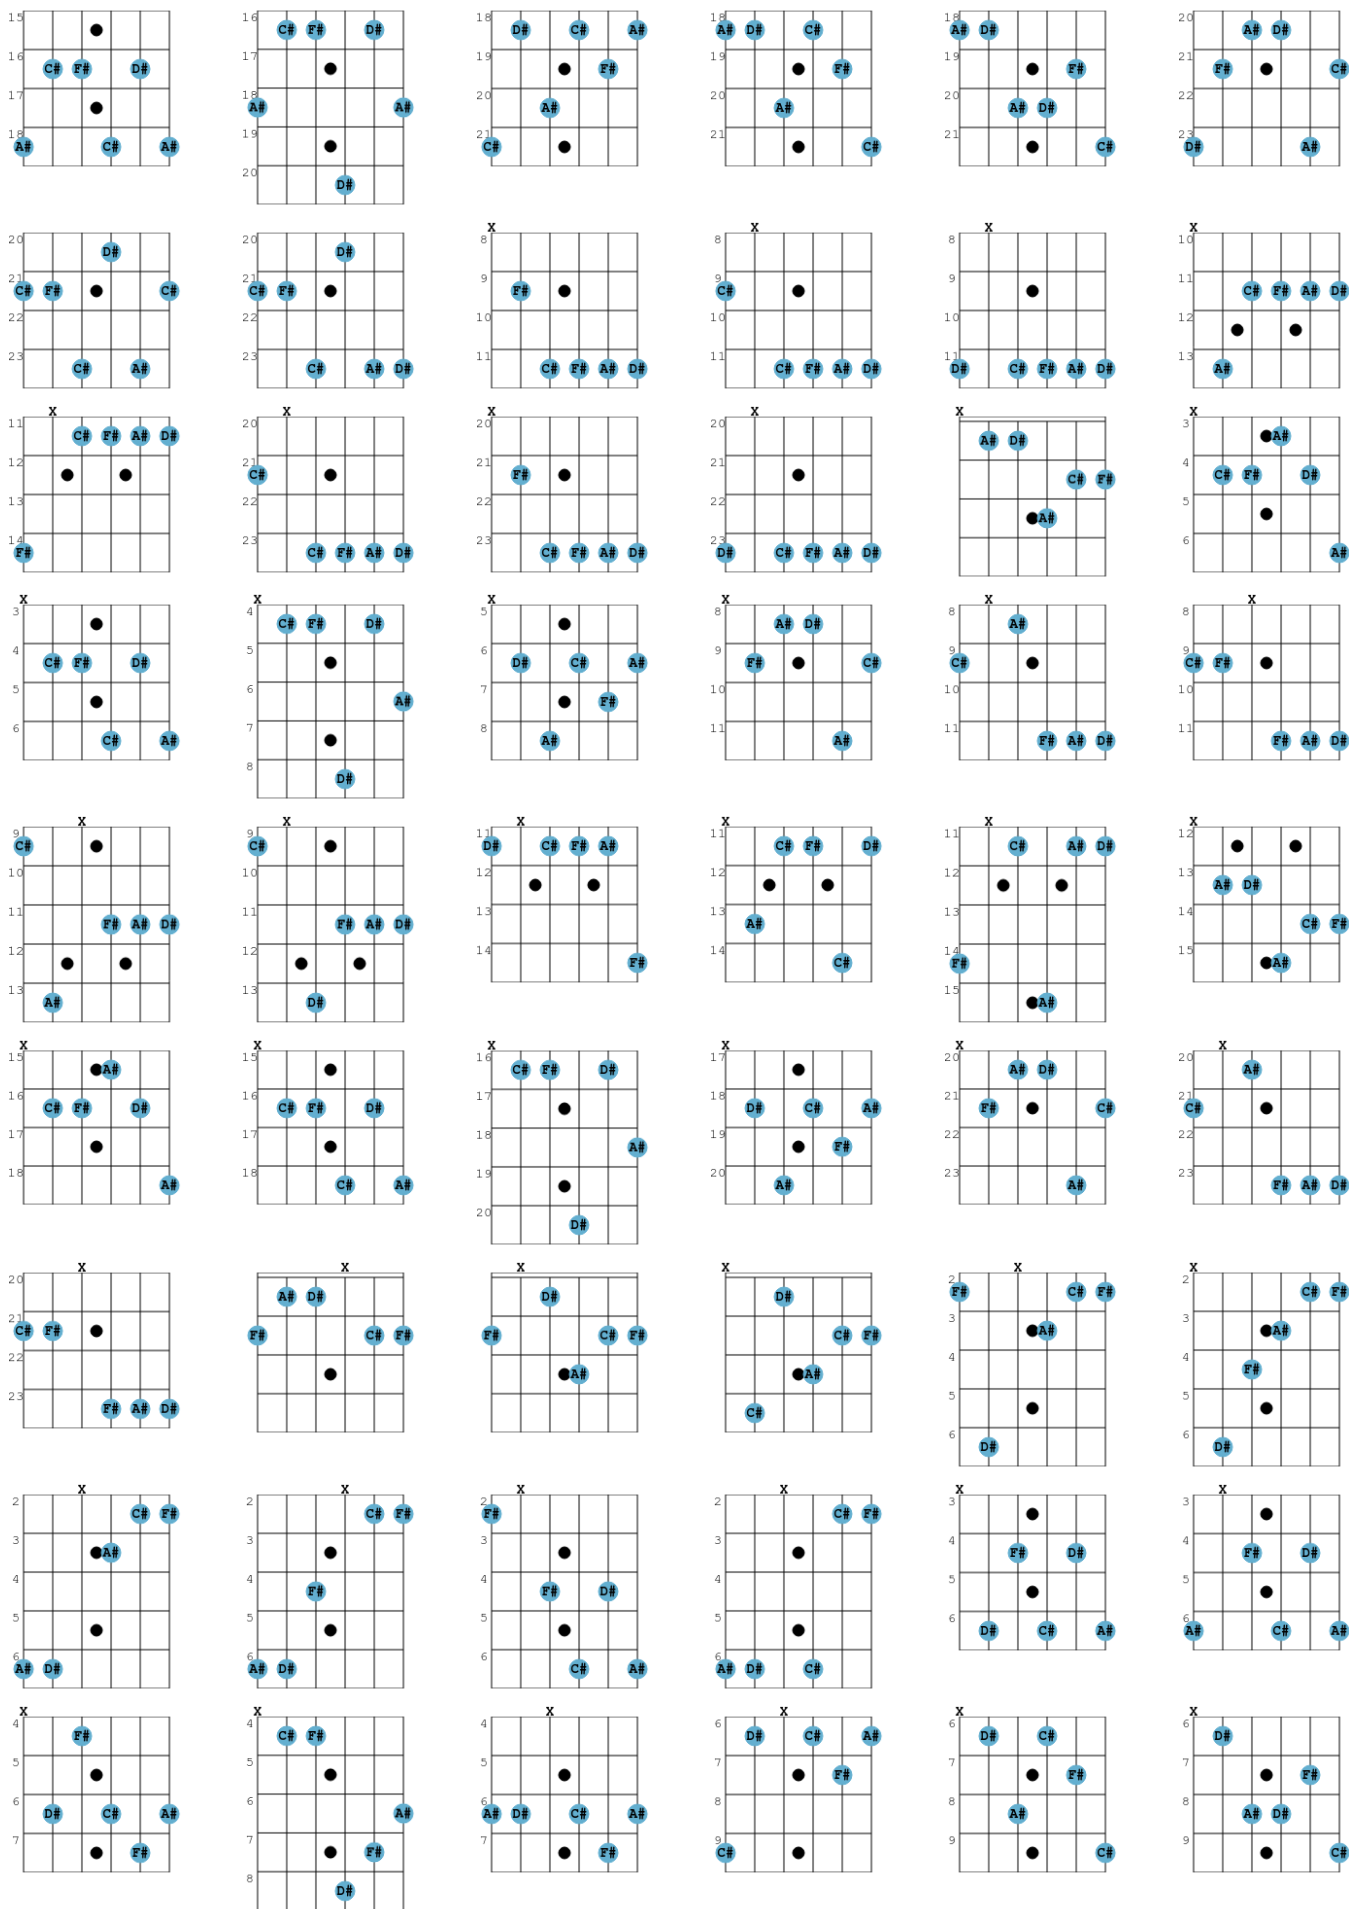 15 16 18 18 18 20
C# F# D# D# C# A# A# D# C# A# D# A# D#
16 C# F# D# 17 19 F# 19 F# 19 F# 21 F# C#
17 18 A# A# 20 A# 20 A# 20 A# D# 22
18 A# C# A# 19 21 C# 21 C# 21 C# 23 D# A#
20 D#
X X X X
20 D# 20 D# 8 8 8 10
21 C# F# C# 21 C# F# 9 F# 9 C# 9 11 C# F# A# D#
22 22 10 10 10 12
23 C# A# 23 C# A# D# 11 C# F# A# D# 11 C# F# A# D# 11 D# C# F# A# D# 13 A#
X X X X X X
11 C# F# A# D# 20 20 20 A# D# 3 A#
12 21 C# 21 F# 21 C# F# 4 C# F# D#
13 22 22 22 A# 5
14 F# 23 C# F# A# D# 23 C# F# A# D# 23 D# C# F# A# D# 6 A#
X X X X X X
3 4 C# F# D# 5 8 A# D# 8 A# 8
4 C# F# D# 5 6 D# C# A# 9 F# C# 9 C# 9 C# F#
5 6 A# 7 F# 10 10 10
6 C# A# 7 8 A# 11 A# 11 F# A# D# 11 F# A# D#
8 D#
X X X X X X
9 C# 9 C# 11 D# C# F# A# 11 C# F# D# 11 C# A# D# 12
10 10 12 12 12 13 A# D#
11 F# A# D# 11 F# A# D# 13 13 A# 13 14 C# F#
12 12 14 F# 14 C# 14 F# 15 A#
13 A# 13 D# 15 A#
X X X X X X
15 A# 15 16 C# F# D# 17 20 A# D# 20 A#
16 C# F# D# 16 C# F# D# 17 18 D# C# A# 21 F# C# 21 C#
17 17 18 A# 19 F# 22 22
18 A# 18 C# A# 19 20 A# 23 A# 23 F# A# D#
20 D#
X X X X X X
20 A# D# D# D# 2 F# C# F# 2 C# F#
21 C# F# F# C# F# F# C# F# C# F# 3 A# 3 A#
22 A# A# 4 4 F#
23 F# A# D# C# 5 5
6 D# 6 D#
X X X X X X
2 C# F# 2 C# F# 2 F# 2 C# F# 3 3
3 A# 3 3 3 4 F# D# 4 F# D#
4 4 F# 4 F# D# 4 5 5
5 5 5 5 6 D# C# A# 6 A# C# A#
6 A# D# 6 A# D# 6 C# A# 6 A# D# C#
X X X X X X
4 F# 4 C# F# 4 6 D# C# A# 6 D# C# 6 D#
5 5 5 7 F# 7 F# 7 F#
6 D# C# A# 6 A# 6 A# D# C# A# 8 8 A# 8 A# D#
7 F# 7 F# 7 F# 9 C# 9 C# 9 C#
8 D#